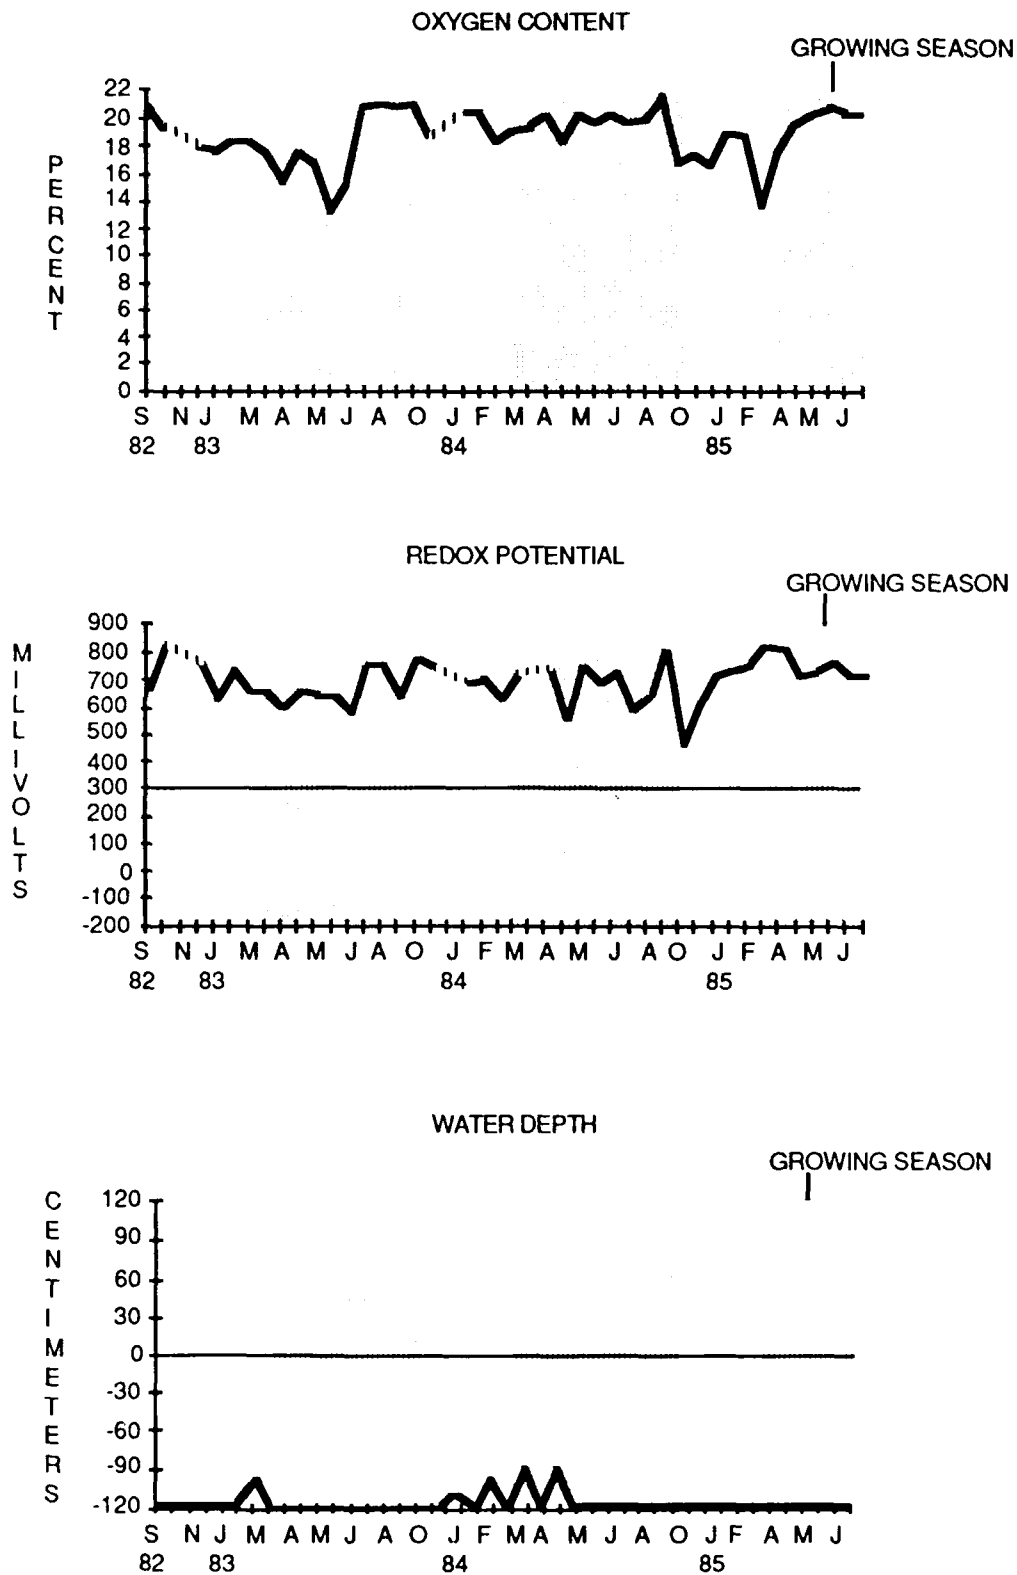 OXYGEN CONTENT
GROWING SEASON
PERCENT
22
20
18
16
14
12
10
8
6
4
2
0
S N J M A M J A O J F M A M J A O J F A M J
82 83 84 85
REDOX POTENTIAL
GROWING SEASON
MILLIVOLTS
900
800
700
600
500
400
300
200
100
0
-100
-200
S N J M A M J A O J F M A M J A O J F A M J
82 83 84 85
WATER DEPTH
GROWING SEASON
CENTIMETERS
120
90
60
30
0
-30
-60
-90
-120
S N J M A M J A O J F M A M J A O J F A M J
82 83 84 85